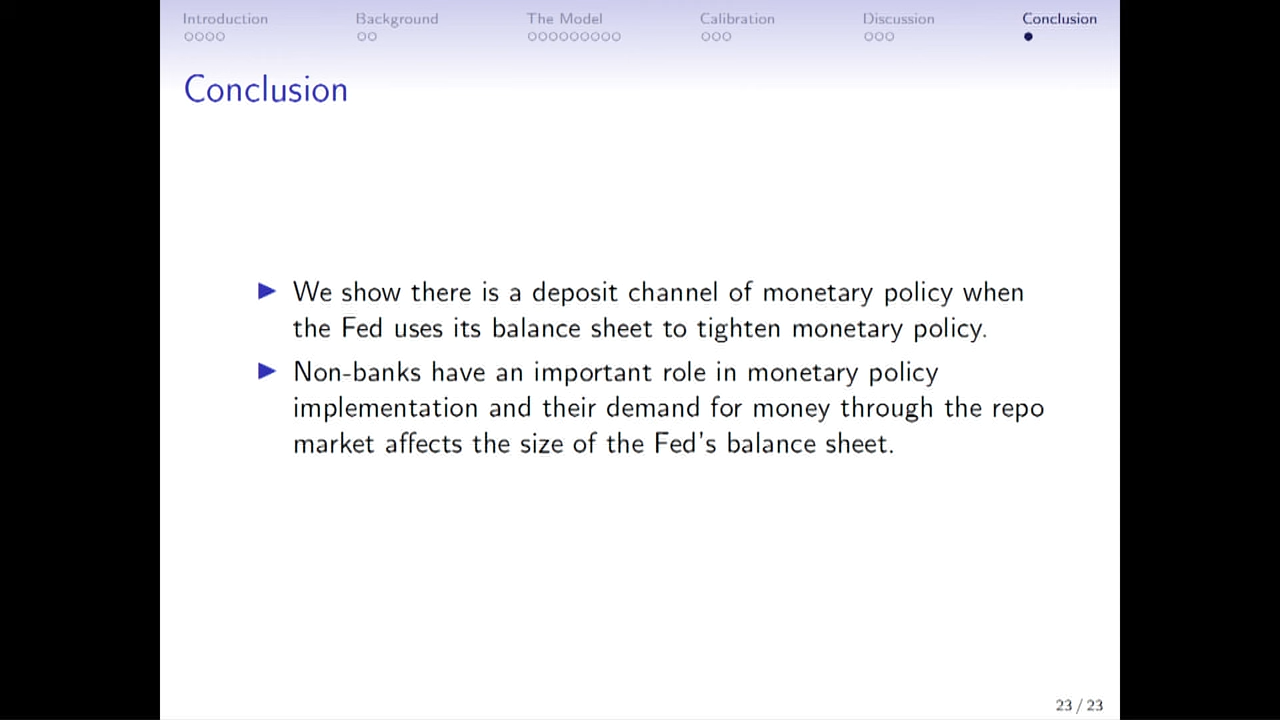 Introduction Background The Model Calibration Discussion Conclusion
Conclusion
We show there is a deposit channel of monetary policy when
the Fed uses its balance sheet to tighten monetary policy.
Non-banks have an important role in monetary policy
implementation and their demand for money through the repo
market affects the size of the Fed's balance sheet.
23 / 23